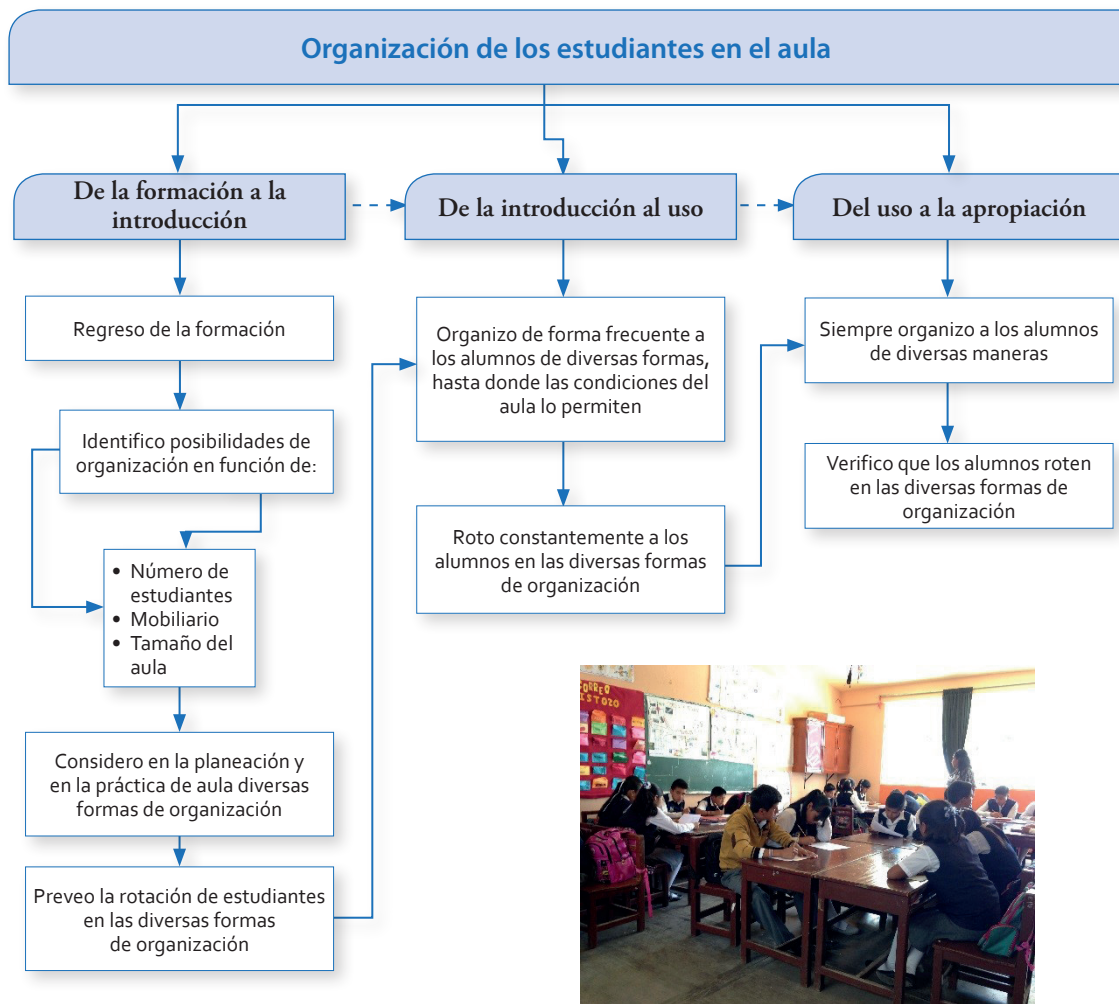 Organización de los estudiantes en el aula
De la formación a la
introducción
De la introducción al uso
Del uso a la apropiación
Regreso de la formación
Identifico posibilidades de
organización en función de:
• Número de
estudiantes
• Mobiliario
• Tamaño del
aula
Considero en la planeación y
en la práctica de aula diversas
formas de organización
Preveo la rotación de estudiantes
en las diversas formas
de organización
Organizo de forma frecuente a
los alumnos de diversas formas,
hasta donde las condiciones del
aula lo permiten
Roto constantemente a los
alumnos en las diversas formas
de organización
Siempre organizo a los alumnos
de diversas maneras
Verifico que los alumnos roten
en las diversas formas de
organización
CORREO
ISTOZO